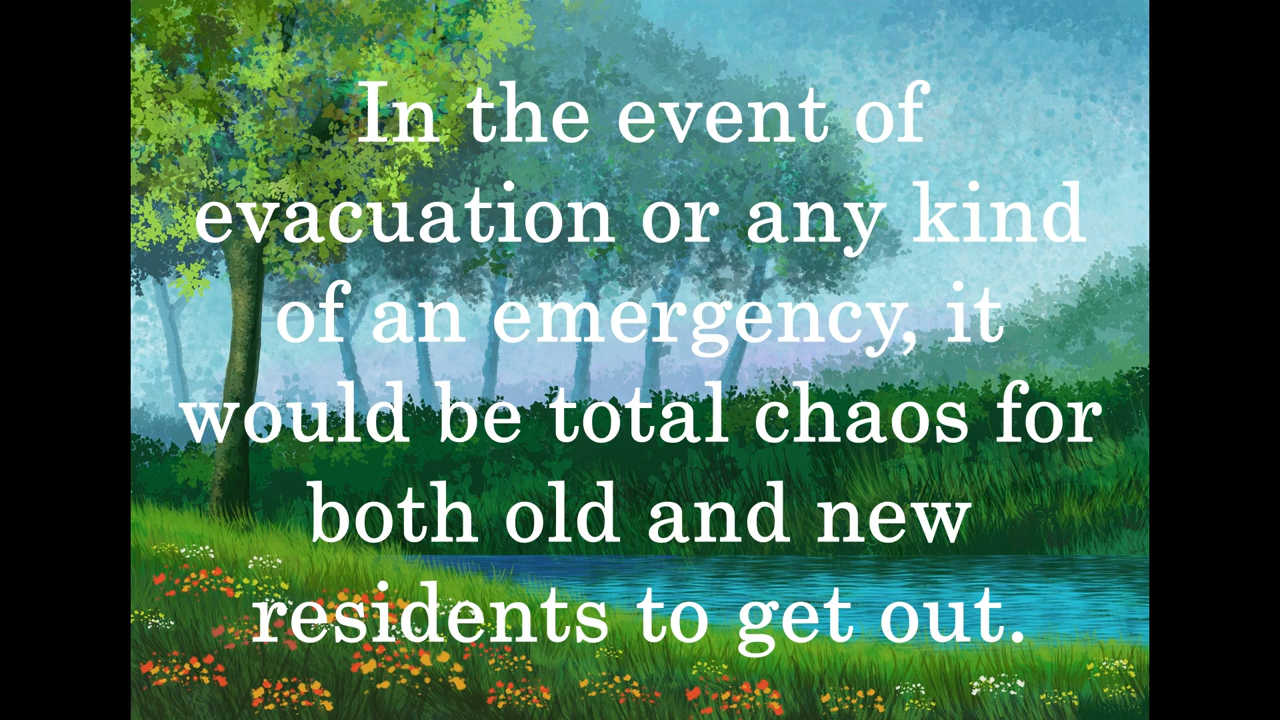 In the event of
evacuation or any kind
of an emergency, it
would be total chaos for
both old and new
residents to get out.